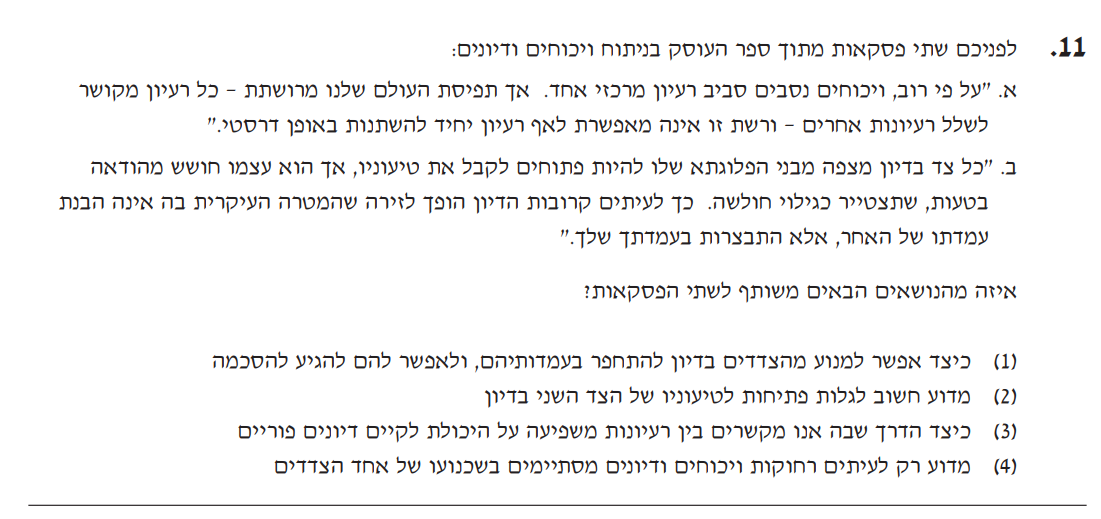 11. לפניכם שתי פסקאות מתוך ספר העוסק בניתוח ויכוחים ודיונים:
א. "על פי רוב, ויכוחים נסבים סביב רעיון מרכזי אחד. אך תפיסת העולם שלנו מרושתת – כל רעיון מקושר
לשלל רעיונות אחרים – ורשת זו אינה מאפשרת לאף רעיון יחיד להשתנות באופן דרסטי."
ב. "כל צד בדיון מצפה מבני הפלוגתא שלו להיות פתוחים לקבל את טיעוניו, אך הוא עצמו חושש מהודאה
בטעות, שתצטייר כגילוי חולשה. כך לעיתים קרובות הדיון הופך לזירה שהמטרה העיקרית בה אינה הבנת
עמדתו של האחר, אלא התבצרות בעמדתך שלך."
איזה מהנושאים הבאים משותף לשתי הפסקאות?
(1) כיצד אפשר למנוע מהצדדים בדיון להתחפר בעמדותיהם, ולאפשר להם להגיע להסכמה
(2) מדוע חשוב לגלות פתיחות לטיעוניו של הצד השני בדיון
(3) כיצד הדרך שבה אנו מקשרים בין רעיונות משפיעה על היכולת לקיים דיונים פוריים
(4) מדוע רק לעיתים רחוקות ויכוחים ודיונים מסתיימים בשכנועו של אחד הצדדים